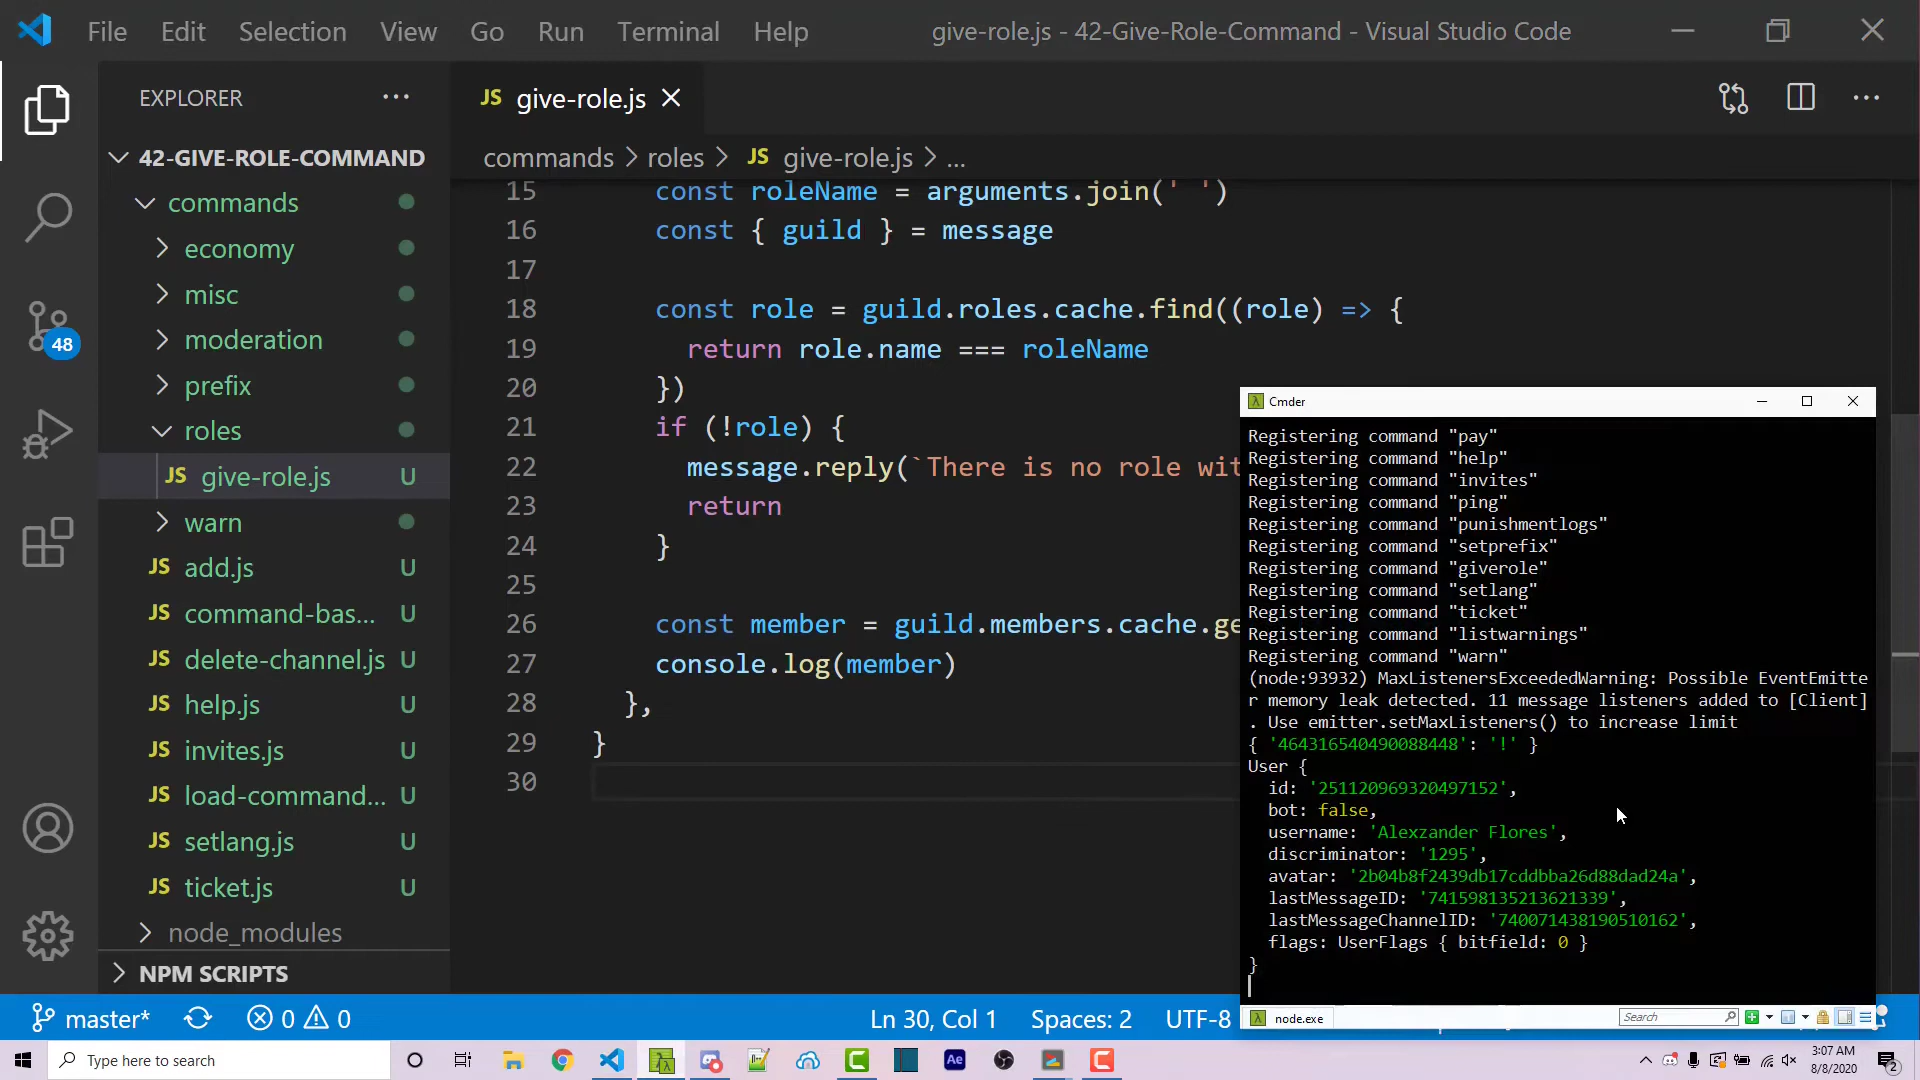 File Edit Selection View Go Run Terminal Help give-role.js - 42-Give-Role-Command - Visual Studio Code
EXPLORER ...
JS give-role.js
42-GIVE-ROLE-COMMAND
commands
economy
misc
moderation
prefix
roles
JS give-role.js U
warn
JS add.js U
JS command-bas... U
JS delete-channel.js U
JS help.js U
JS invites.js U
JS load-command... U
JS setlang.js U
JS ticket.js U
node_modules
NPM SCRIPTS
48
commands > roles > JS give-role.js > ...
15 const roleName = arguments.join(' ')
16 const { guild } = message
17
18 const role = guild.roles.cache.find((role) => {
19 return role.name === roleName
20 })
21 if (!role) {
22 message.reply(`There is no role wit
23 return
24 }
25
26 const member = guild.members.cache.ge
27 console.log(member)
28 },
29 }
30
Cmder
Registering command "pay"
Registering command "help"
Registering command "invites"
Registering command "ping"
Registering command "punishmentlogs"
Registering command "setprefix"
Registering command "giverole"
Registering command "setlang"
Registering command "ticket"
Registering command "listwarnings"
Registering command "warn"
(node:93932) MaxListenersExceededWarning: Possible EventEmitte
r memory leak detected. 11 message listeners added to [Client]
. Use emitter.setMaxListeners() to increase limit
{ '464316540490088448': '!' }
User {
id: '251120969320497152',
bot: false,
username: 'Alexzander Flores',
discriminator: '1295',
avatar: '2b04b8f2439db17cddbba26d88dad24a',
lastMessageID: '741598135213621339',
lastMessageChannelID: '740071438190510162',
flags: UserFlags { bitfield: 0 }
}
node.exe Search
master* 0 0 Ln 30, Col 1 Spaces: 2 UTF-8
Type here to search
Ae
3:07 AM
8/8/2020
2